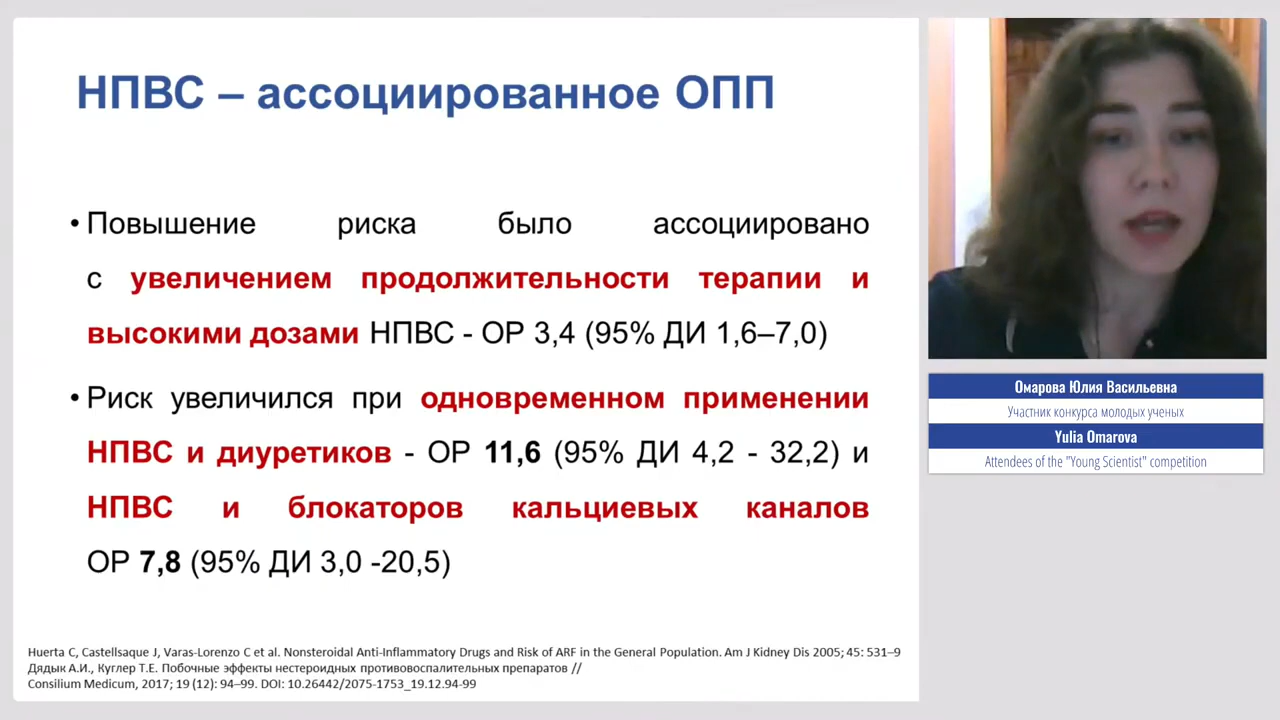 НПВС – ассоциированное ОПП
• Повышение риска было ассоциировано
с увеличением продолжительности терапии и
высокими дозами НПВС - ОР 3,4 (95% ДИ 1,6–7,0)
• Риск увеличился при одновременном применении
НПВС и диуретиков - ОР 11,6 (95% ДИ 4,2 - 32,2) и
НПВС и блокаторов кальциевых каналов
ОР 7,8 (95% ДИ 3,0 -20,5)
Huerta C, Castellsaque J, Varas-Lorenzo C et al. Nonsteroidal Anti-Inflammatory Drugs and Risk of ARF in the General Population. Am J Kidney Dis 2005; 45: 531–9
Дядык А.И., Куглер Т.Е. Побочные эффекты нестероидных противовоспалительных препаратов //
Consilium Medicum, 2017; 19 (12): 94–99. DOI: 10.26442/2075-1753_19.12.94-99
Омарова Юлия Васильевна
Участник конкурса молодых ученых
Yulia Omarova
Attendees of the "Young Scientist" competition